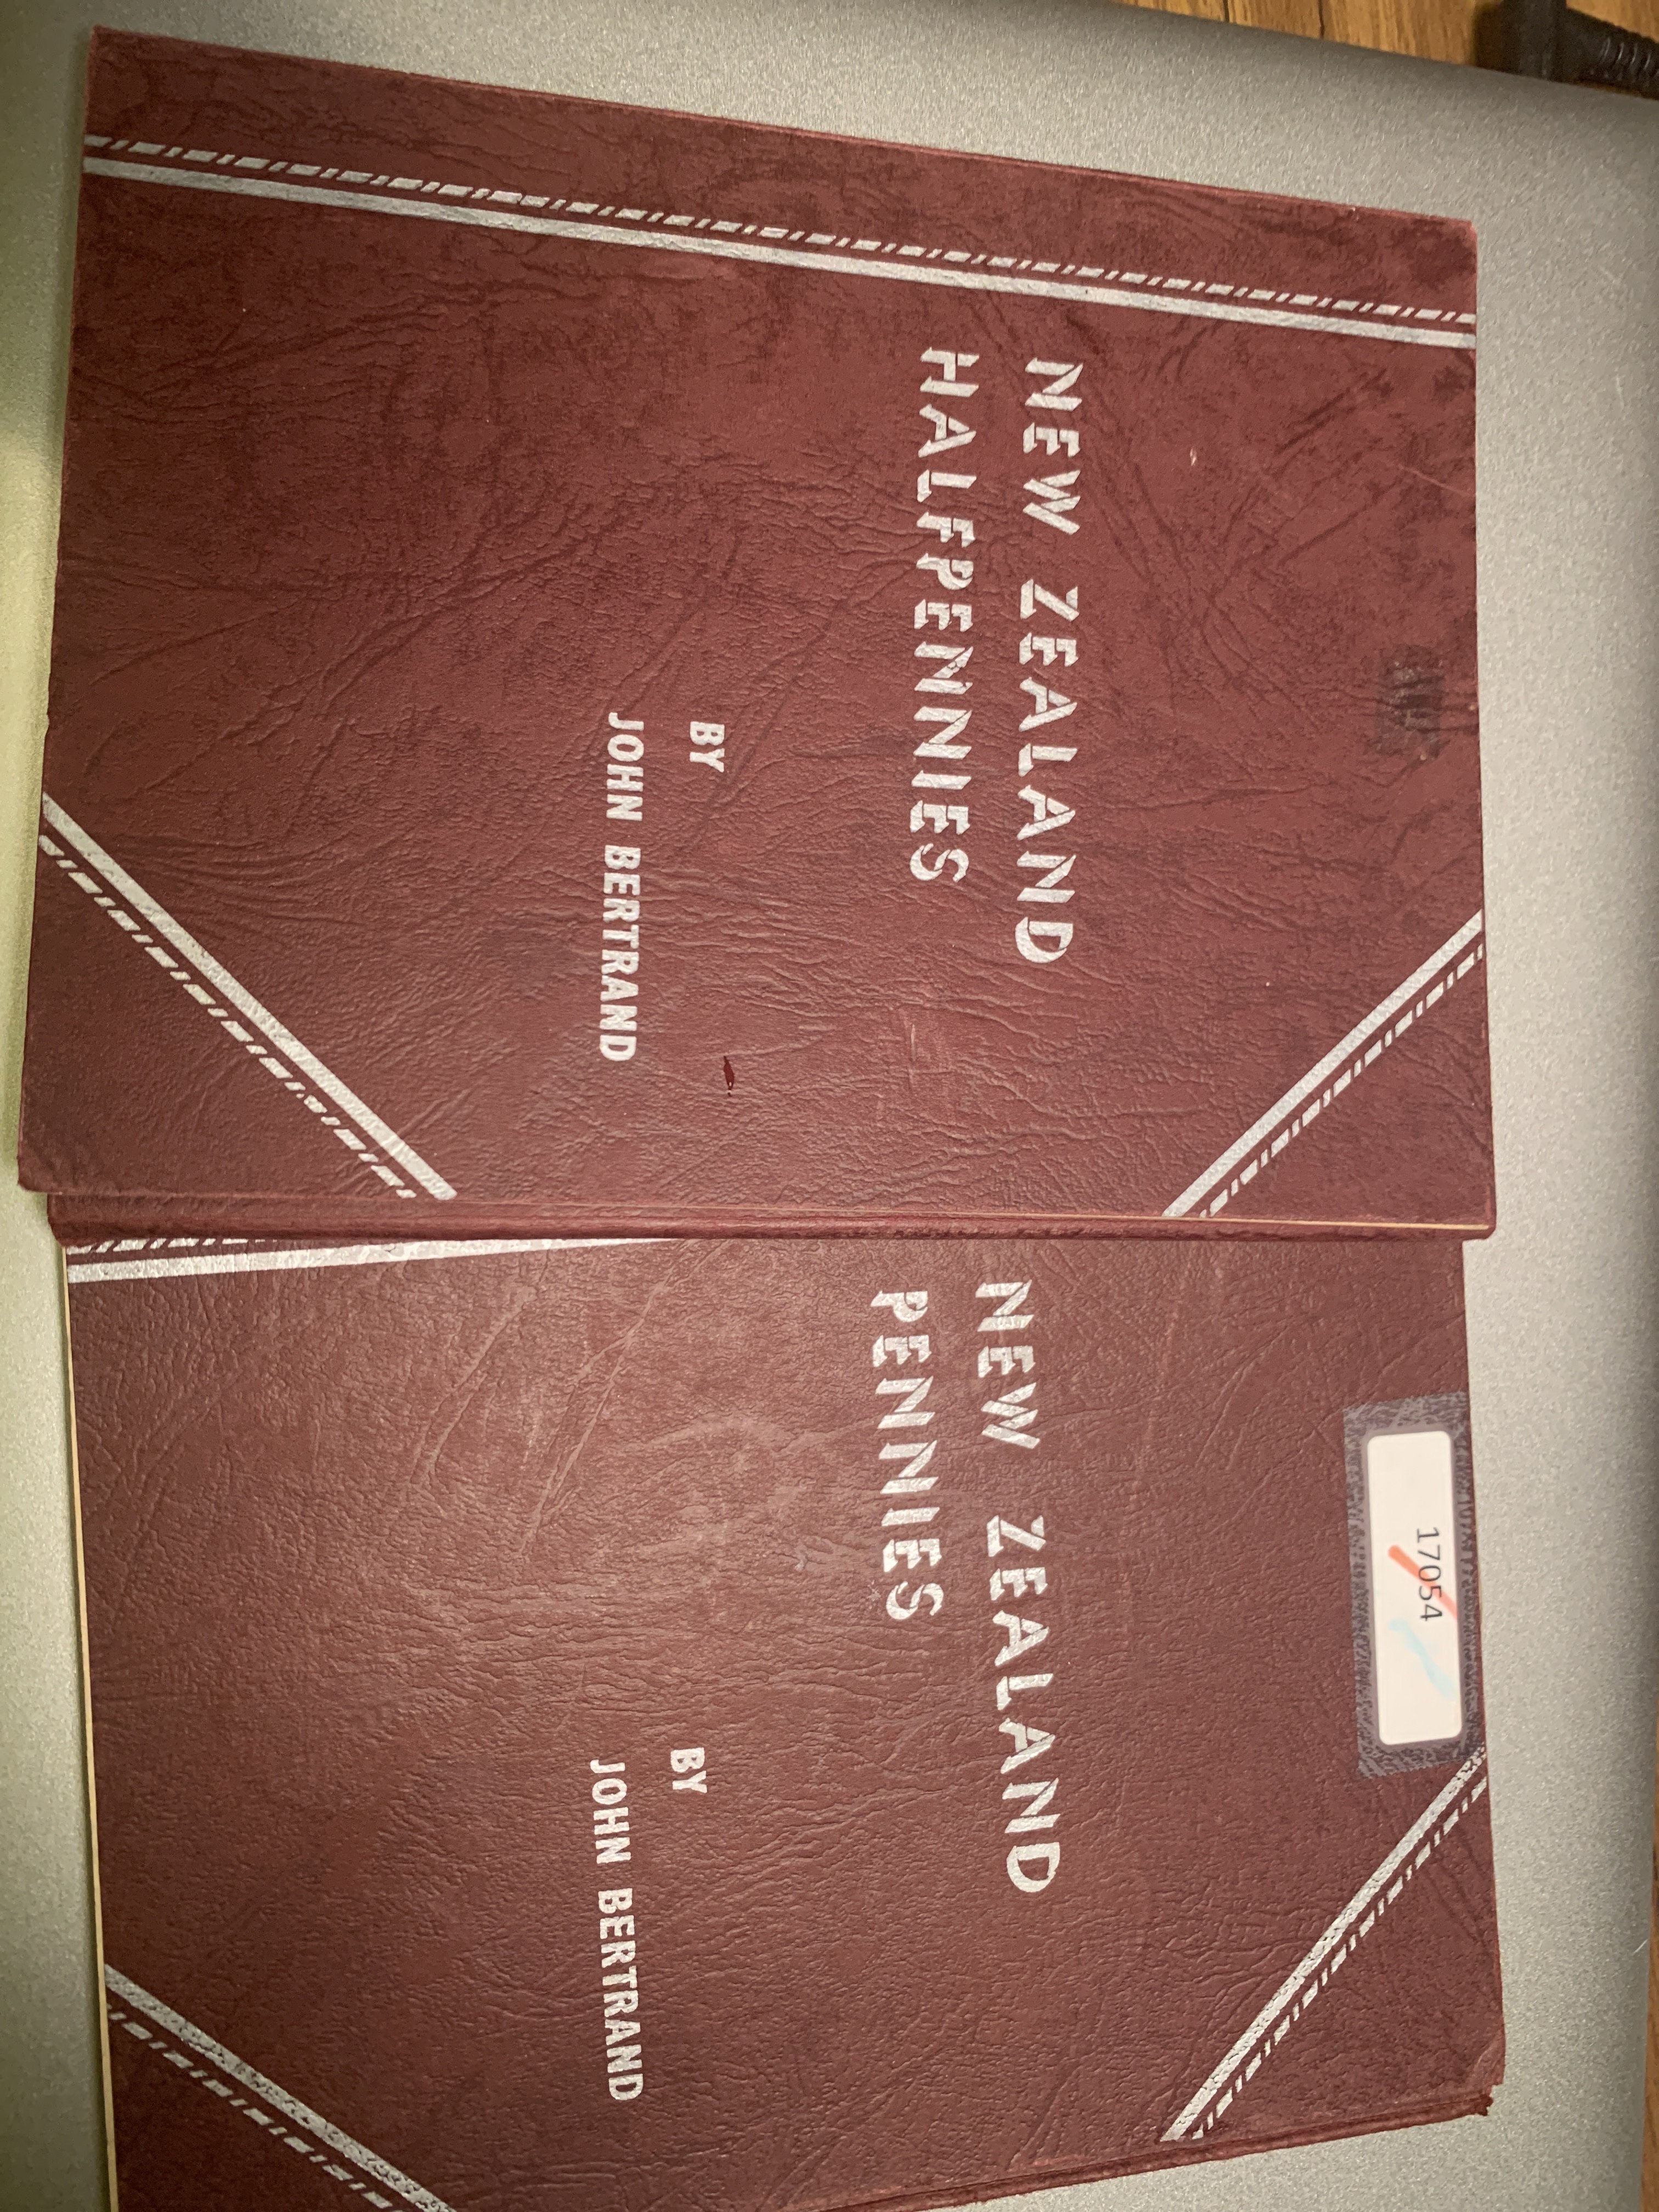 NEW ZEALAND
HALFPENNIES
BY
JOHN BERTRAND
17054
NEW ZEALAND
PENNIES
BY
JOHN BERTRAND